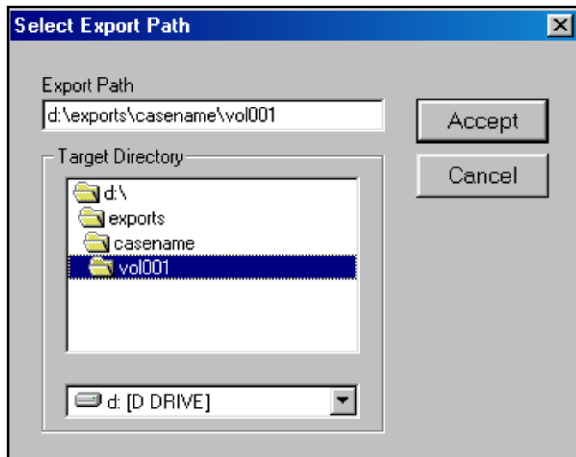 Select Export Path
Export Path
d:\exports\casename\vol001
Accept
Target Directory
Cancel
d:\
exports
casename
vol001
d: [D DRIVE]